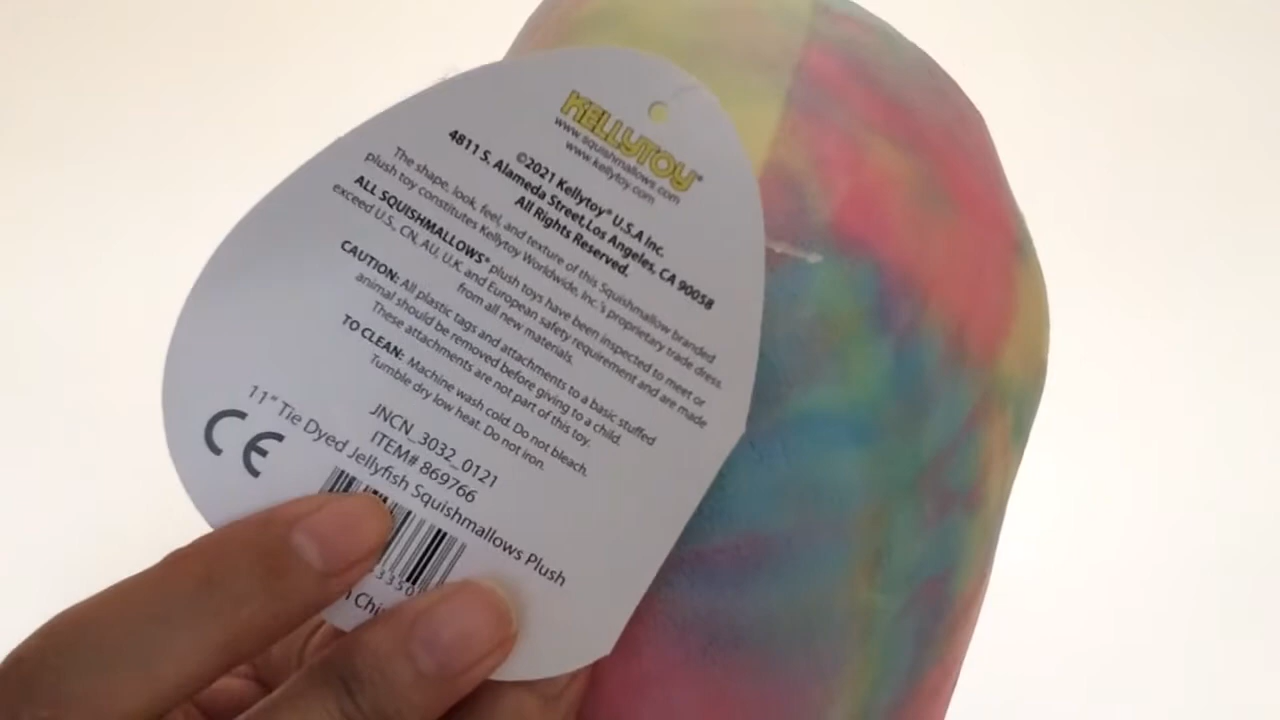 KELLYTOY®
www.squishmallows.com
www.kellytoy.com
©2021 Kellytoy® U.S.A Inc.
4811 S. Alameda Street,Los Angeles, CA 90058
All Rights Reserved.
The shape, look, feel, and texture of this Squishmallow branded
plush toy constitutes Kellytoy Worldwide, Inc.'s proprietary trade dress.
ALL SQUISHMALLOWS® plush toys have been inspected to meet or
exceed U.S., CN, AU, U.K. and European safety requirement and are made
from all new materials.
CAUTION: All plastic tags and attachments to a basic stuffed
animal should be removed before giving to a child.
These attachments are not part of this toy.
TO CLEAN: Machine wash cold. Do not bleach.
Tumble dry low heat. Do not iron.
JNCN_3032_0121
ITEM# 869766
11" Tie Dyed Jellyfish Squishmallows Plush
CE